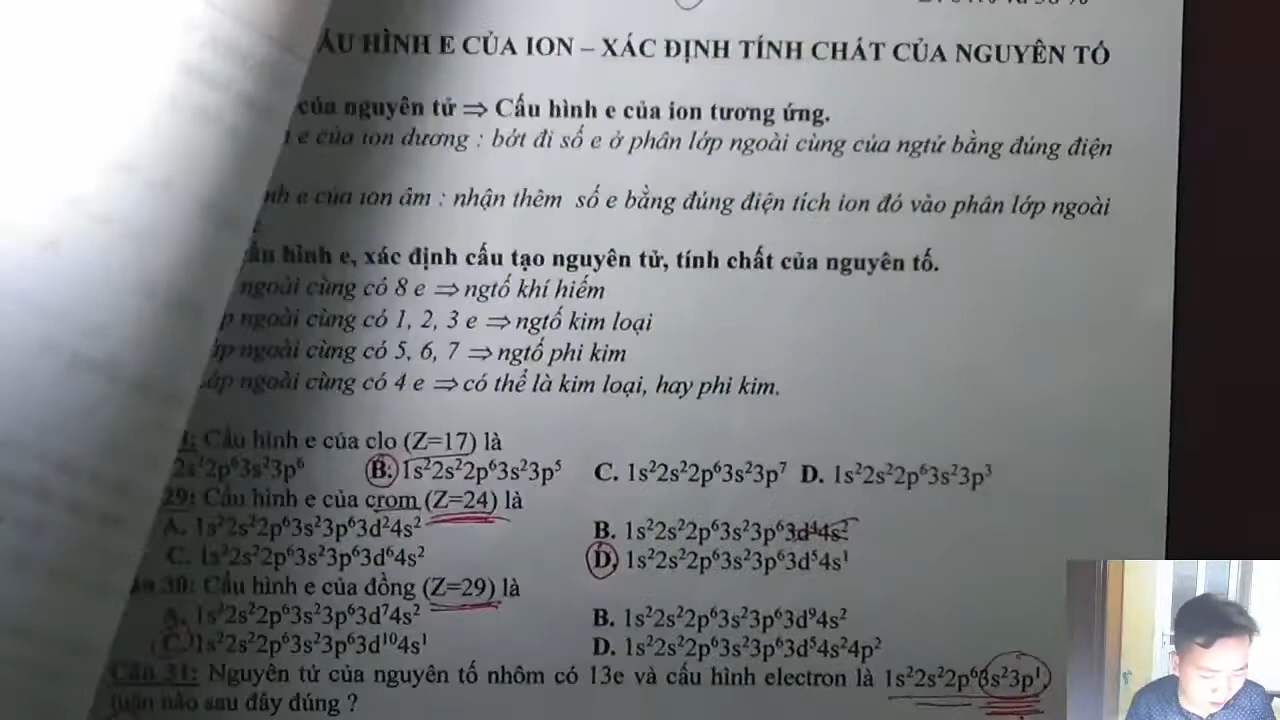 ẤU HÌNH E CỦA ION – XÁC ĐỊNH TÍNH CHẤT CỦA NGUYÊN TỐ
của nguyên tử ⇒ Cấu hình e của ion tương ứng.
e của ion dương : bớt đi số e ở phân lớp ngoài cùng của ngtử bằng đúng điện
nh e của ion âm : nhận thêm số e bằng đúng điện tích ion đó vào phân lớp ngoài
ấu hình e, xác định cấu tạo nguyên tử, tính chất của nguyên tố.
ngoài cùng có 8 e ⇒ ngtố khí hiếm
p ngoài cùng có 1, 2, 3 e ⇒ ngtố kim loại
ớp ngoài cùng có 5, 6, 7 ⇒ ngtố phi kim
ớp ngoài cùng có 4 e ⇒ có thể là kim loại, hay phi kim.
: Cấu hình e của clo (Z=17) là
2s²2p⁶3s²3p⁶ B. 1s²2s²2p⁶3s²3p⁵ C. 1s²2s²2p⁶3s²3p⁷ D. 1s²2s²2p⁶3s²3p³
29: Cấu hình e của crom (Z=24) là
A. 1s²2s²2p⁶3s²3p⁶3d²4s² B. 1s²2s²2p⁶3s²3p⁶3d⁴4s²
C. 1s²2s²2p⁶3s²3p⁶3d⁶4s² D. 1s²2s²2p⁶3s²3p⁶3d⁵4s¹
30: Cấu hình e của đồng (Z=29) là
A. 1s²2s²2p⁶3s²3p⁶3d⁷4s² B. 1s²2s²2p⁶3s²3p⁶3d⁹4s²
C. 1s²2s²2p⁶3s²3p⁶3d¹⁰4s¹ D. 1s²2s²2p⁶3s²3p⁶3d⁵4s²4p²
Câu 31: Nguyên tử của nguyên tố nhôm có 13e và cấu hình electron là 1s²2s²2p⁶3s²3p¹.
luận nào sau đây đúng ?